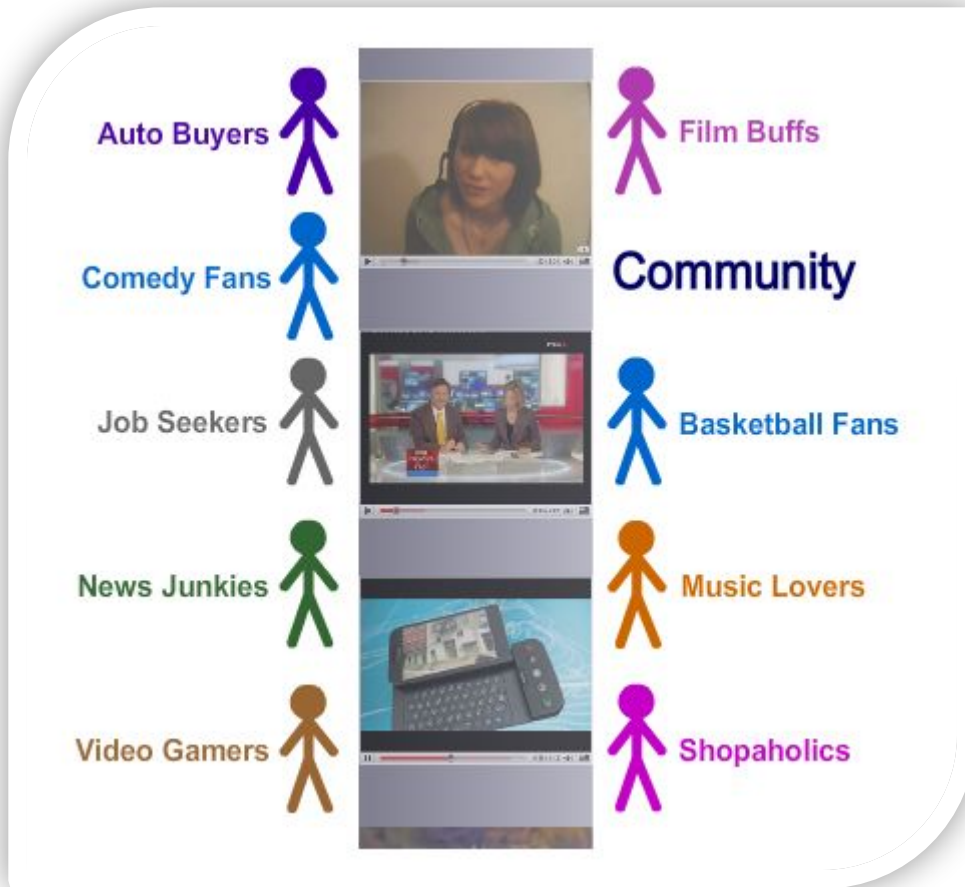 Auto Buyers
Film Buffs
Comedy Fans
Community
Job Seekers
Basketball Fans
News Junkies
Music Lovers
Video Gamers
Shopaholics